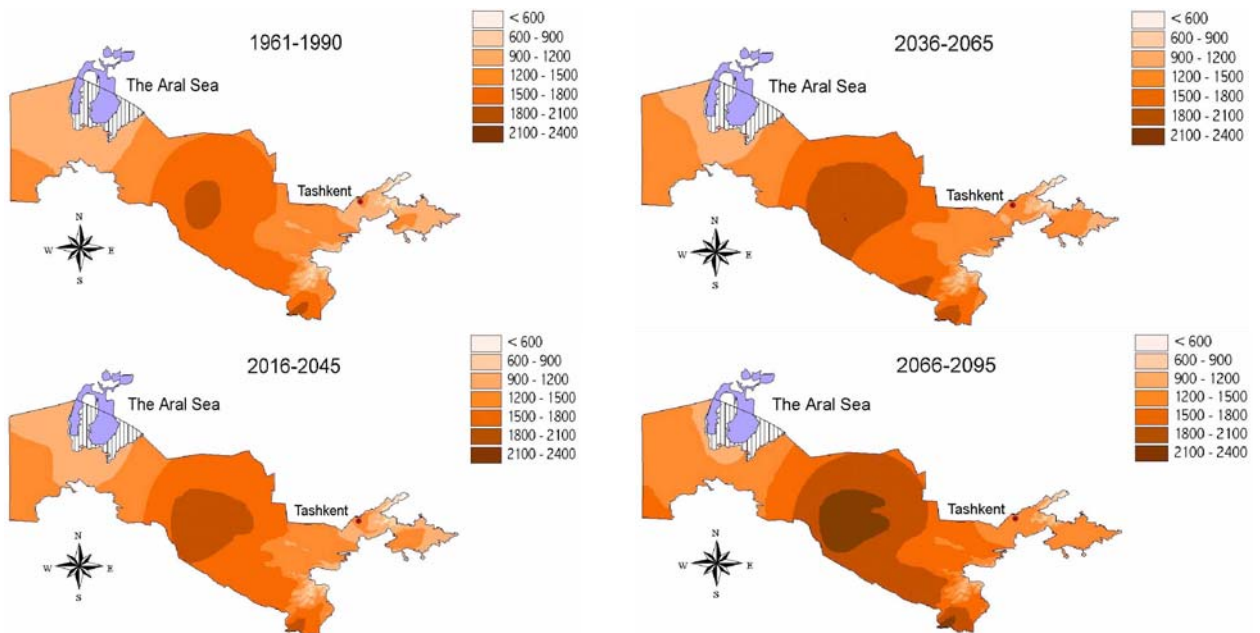 1961-1990
The Aral Sea
Tashkent
N
W E
S
< 600
600 - 900
900 - 1200
1200 - 1500
1500 - 1800
1800 - 2100
2100 - 2400
2036-2065
The Aral Sea
Tashkent
N
W E
S
< 600
600 - 900
900 - 1200
1200 - 1500
1500 - 1800
1800 - 2100
2100 - 2400
2016-2045
The Aral Sea
Tashkent
N
W E
S
< 600
600 - 900
900 - 1200
1200 - 1500
1500 - 1800
1800 - 2100
2100 - 2400
2066-2095
The Aral Sea
Tashkent
N
W E
S
< 600
600 - 900
900 - 1200
1200 - 1500
1500 - 1800
1800 - 2100
2100 - 2400